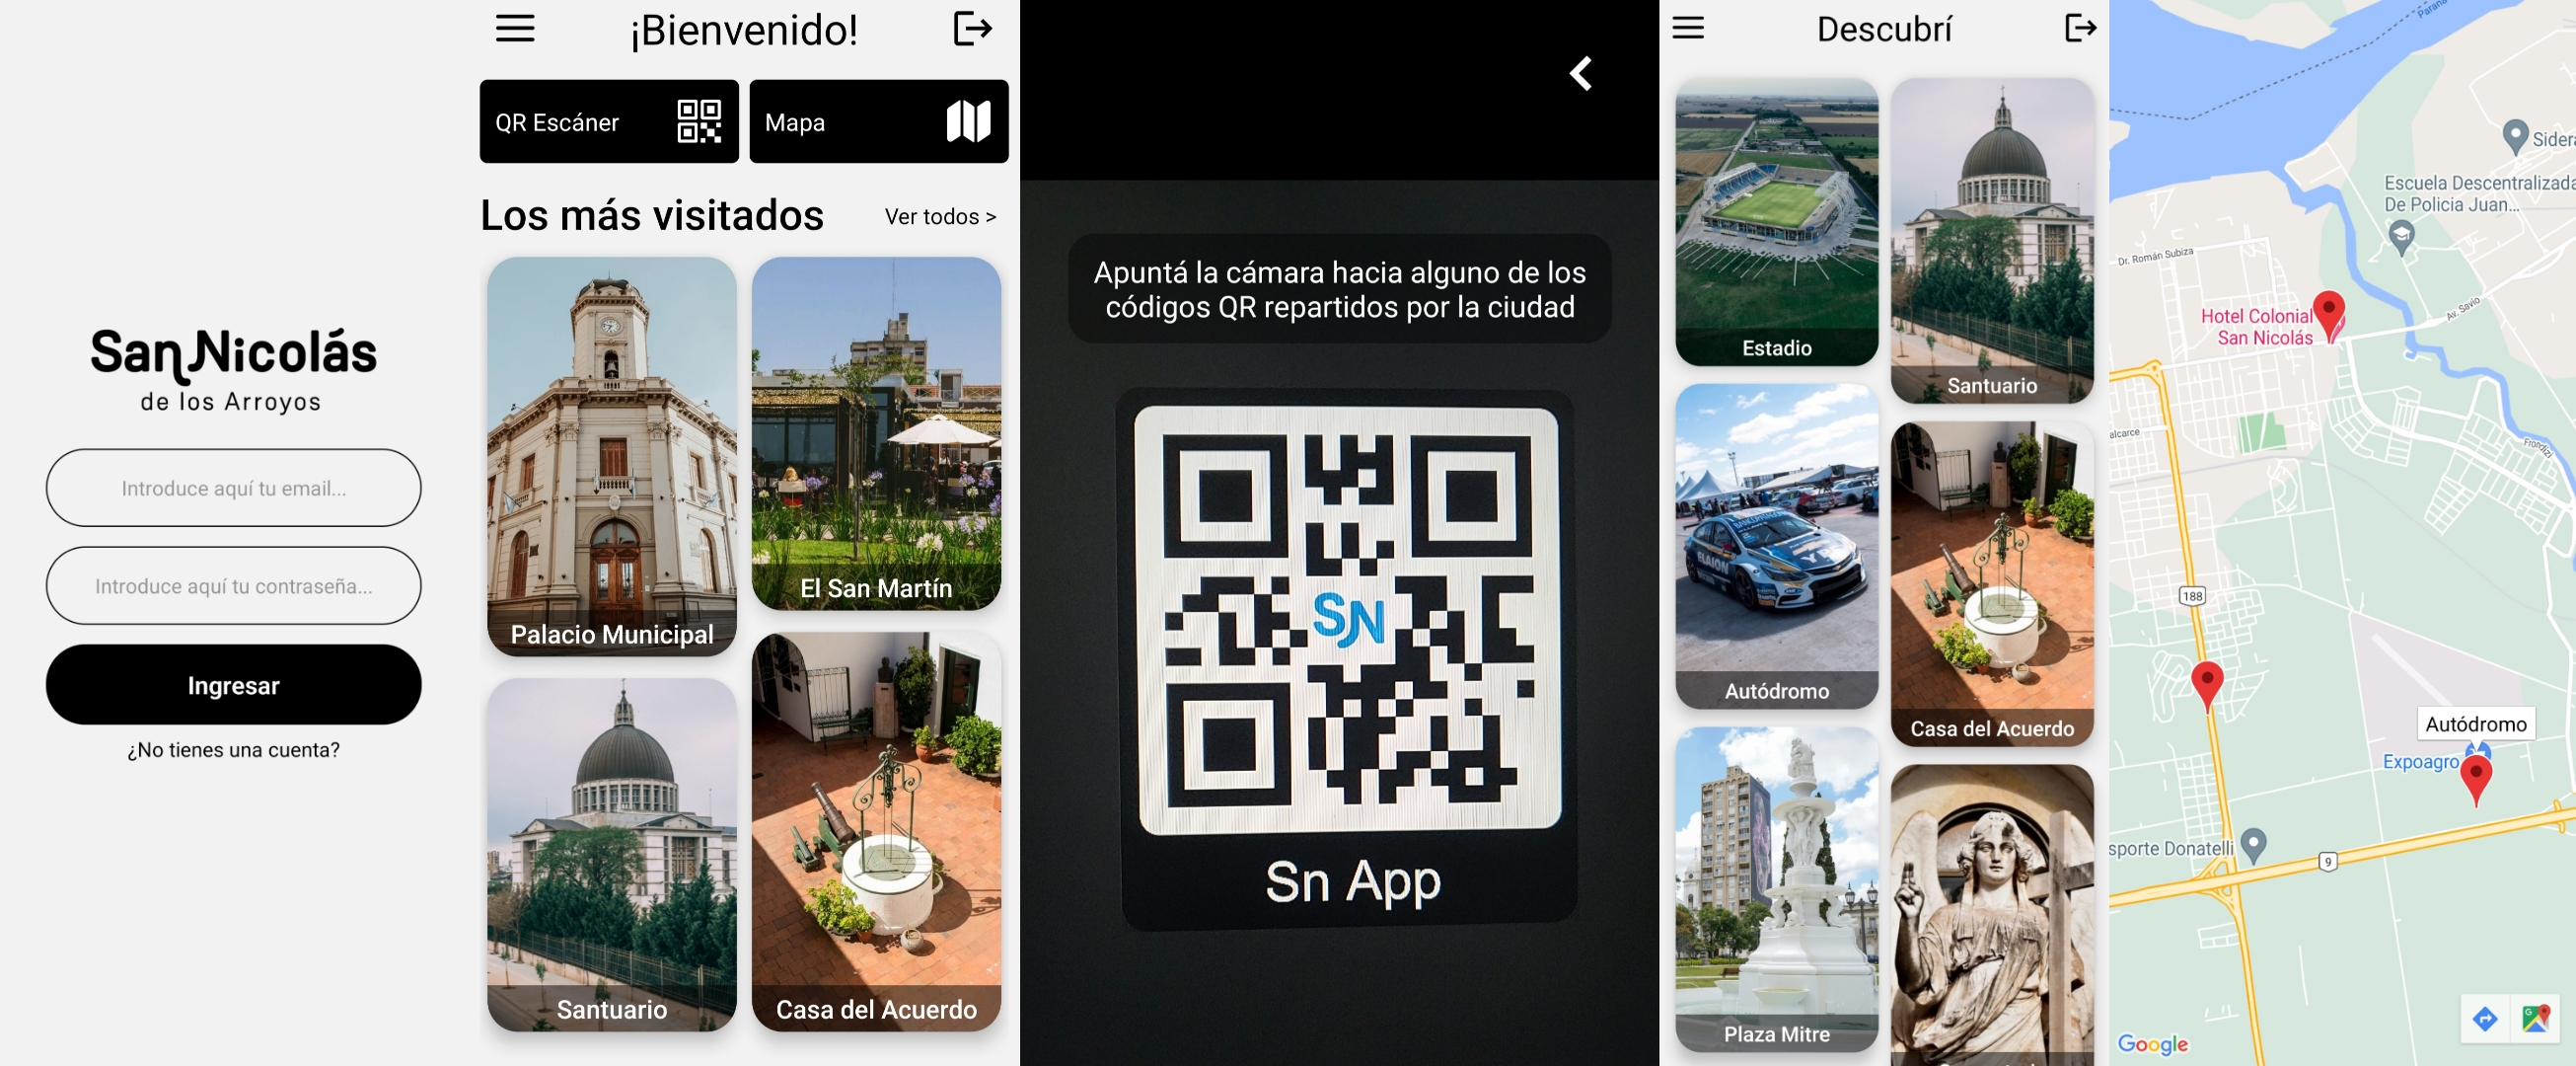 San Nicolás
de los Arroyos
Introduce aquí tu email...
Introduce aquí tu contraseña...
Ingresar
¿No tienes una cuenta?
¡Bienvenido!
QR Escáner
Mapa
Los más visitados
Ver todos >
Palacio Municipal
El San Martín
Santuario
Casa del Acuerdo
Apuntá la cámara hacia alguno de los
códigos QR repartidos por la ciudad
SN
Sn App
Descubrí
Estadio
Santuario
Autódromo
Casa del Acuerdo
Plaza Mitre
Paraná
Sidera
Escuela Descentralizada
De Policia Juan...
Dr. Román Subiza
Av. Savio
Hotel Colonial
San Nicolás
alcarce
Frondizi
188
Autódromo
Expoagro
sporte Donatelli
9
Google